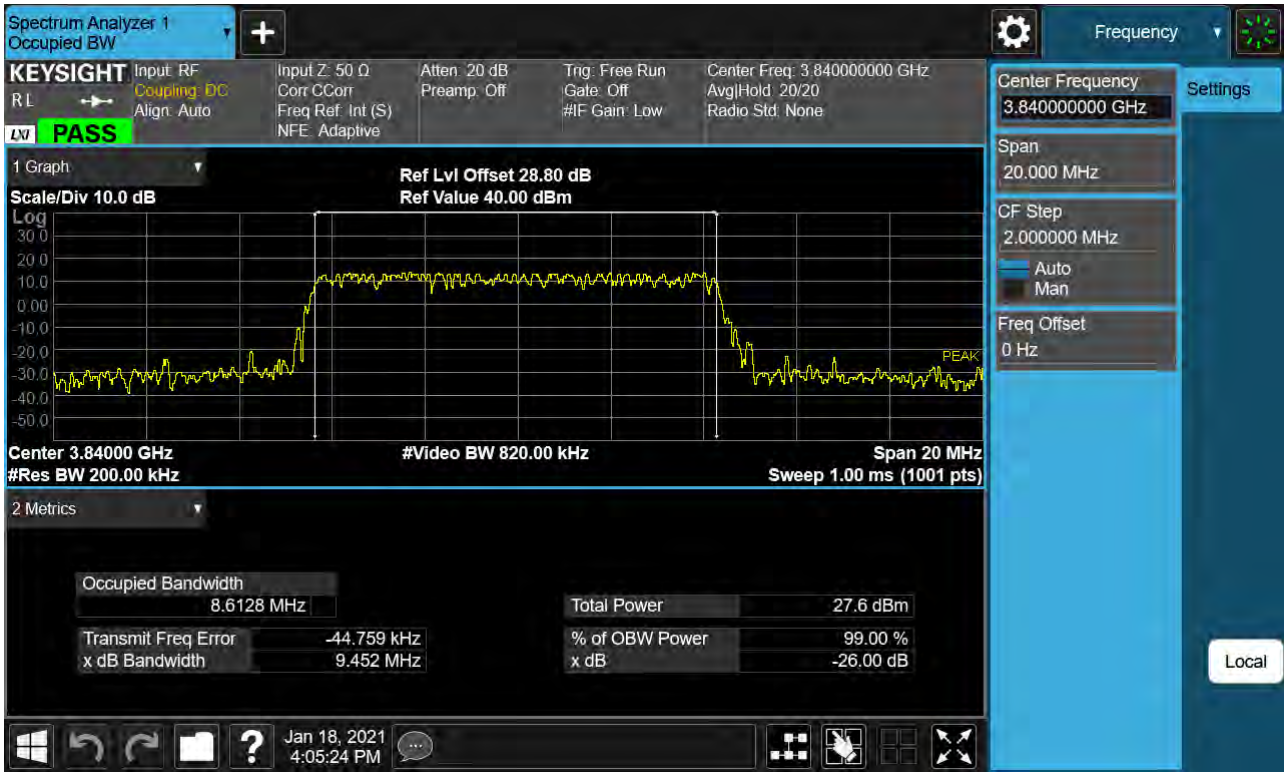 Spectrum Analyzer 1
Occupied BW
+
Frequency
KEYSIGHT
RL
LXI
PASS
Input: RF
Coupling: DC
Align: Auto
Input Z: 50 Ω
Corr CCorr
Freq Ref: Int (S)
NFE: Adaptive
Atten: 20 dB
Preamp: Off
Trig: Free Run
Gate: Off
#IF Gain: Low
Center Freq: 3.840000000 GHz
Avg|Hold: 20/20
Radio Std: None
Center Frequency
3.840000000 GHz
Settings
Span
20.000 MHz
CF Step
2.000000 MHz
Auto
Man
Freq Offset
0 Hz
1 Graph
Scale/Div 10.0 dB
Ref Lvl Offset 28.80 dB
Ref Value 40.00 dBm
Log
30.0
20.0
10.0
0.00
-10.0
-20.0
-30.0
-40.0
-50.0
PEAK
Center 3.84000 GHz
#Video BW 820.00 kHz
Span 20 MHz
#Res BW 200.00 kHz
Sweep 1.00 ms (1001 pts)
2 Metrics
Occupied Bandwidth
8.6128 MHz
Total Power 27.6 dBm
Transmit Freq Error -44.759 kHz
% of OBW Power 99.00 %
x dB Bandwidth 9.452 MHz
x dB -26.00 dB
Local
?
Jan 18, 2021
4:05:24 PM